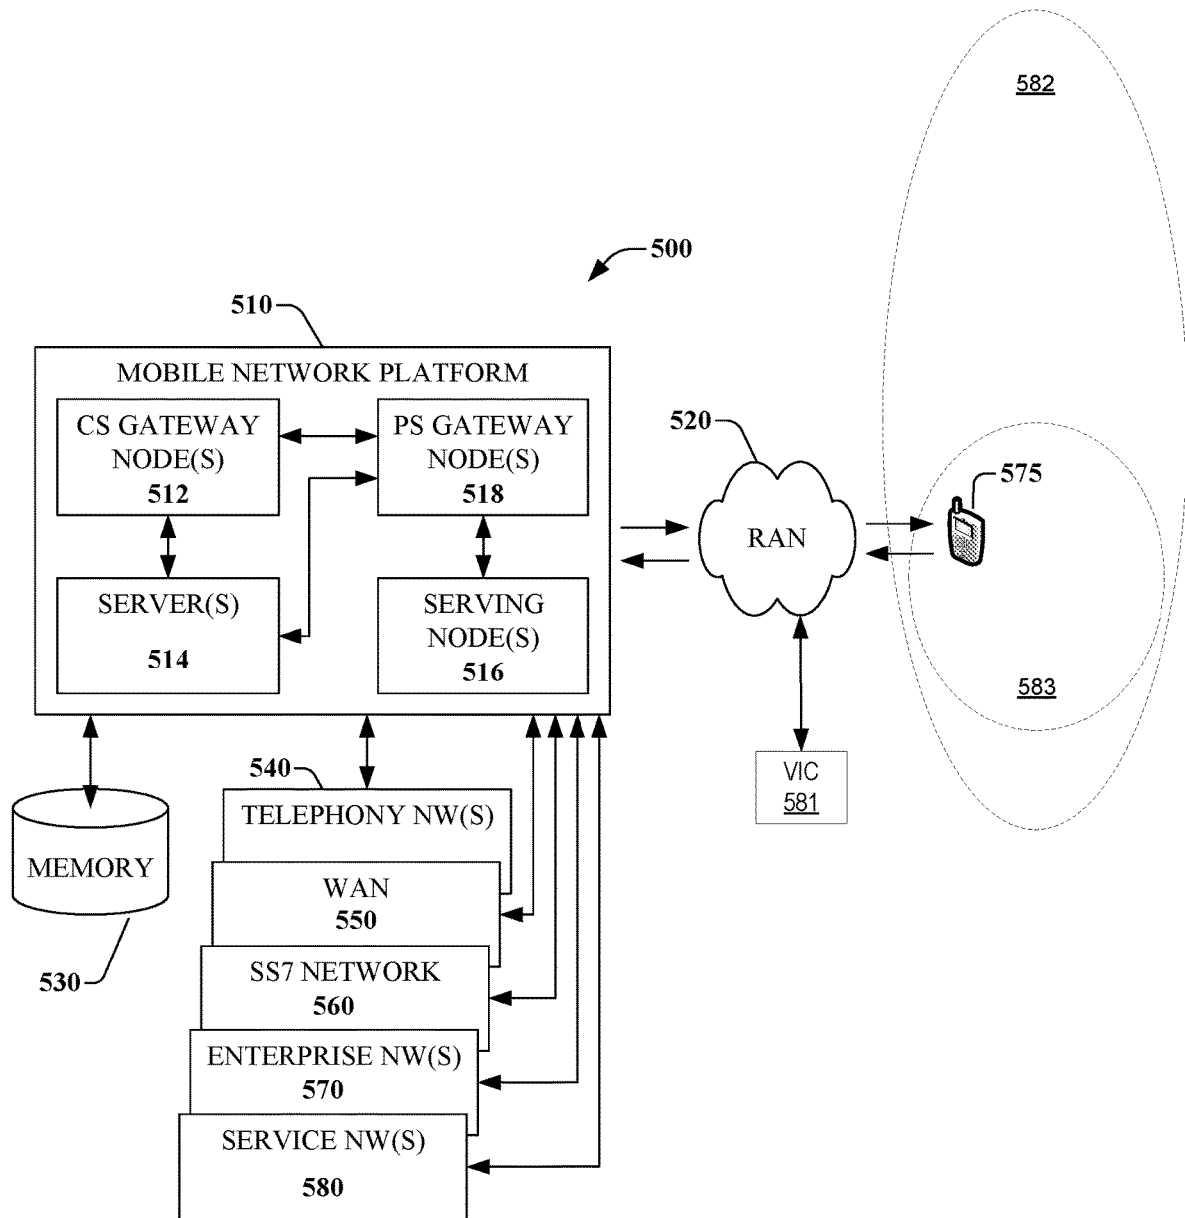 582
500
510
MOBILE NETWORK PLATFORM
CS GATEWAY
NODE(S)
512
PS GATEWAY
NODE(S)
518
520
575
RAN
SERVER(S)
514
SERVING
NODE(S)
516
583
VIC
581
540
TELEPHONY NW(S)
MEMORY
WAN
550
530
SS7 NETWORK
560
ENTERPRISE NW(S)
570
SERVICE NW(S)
580